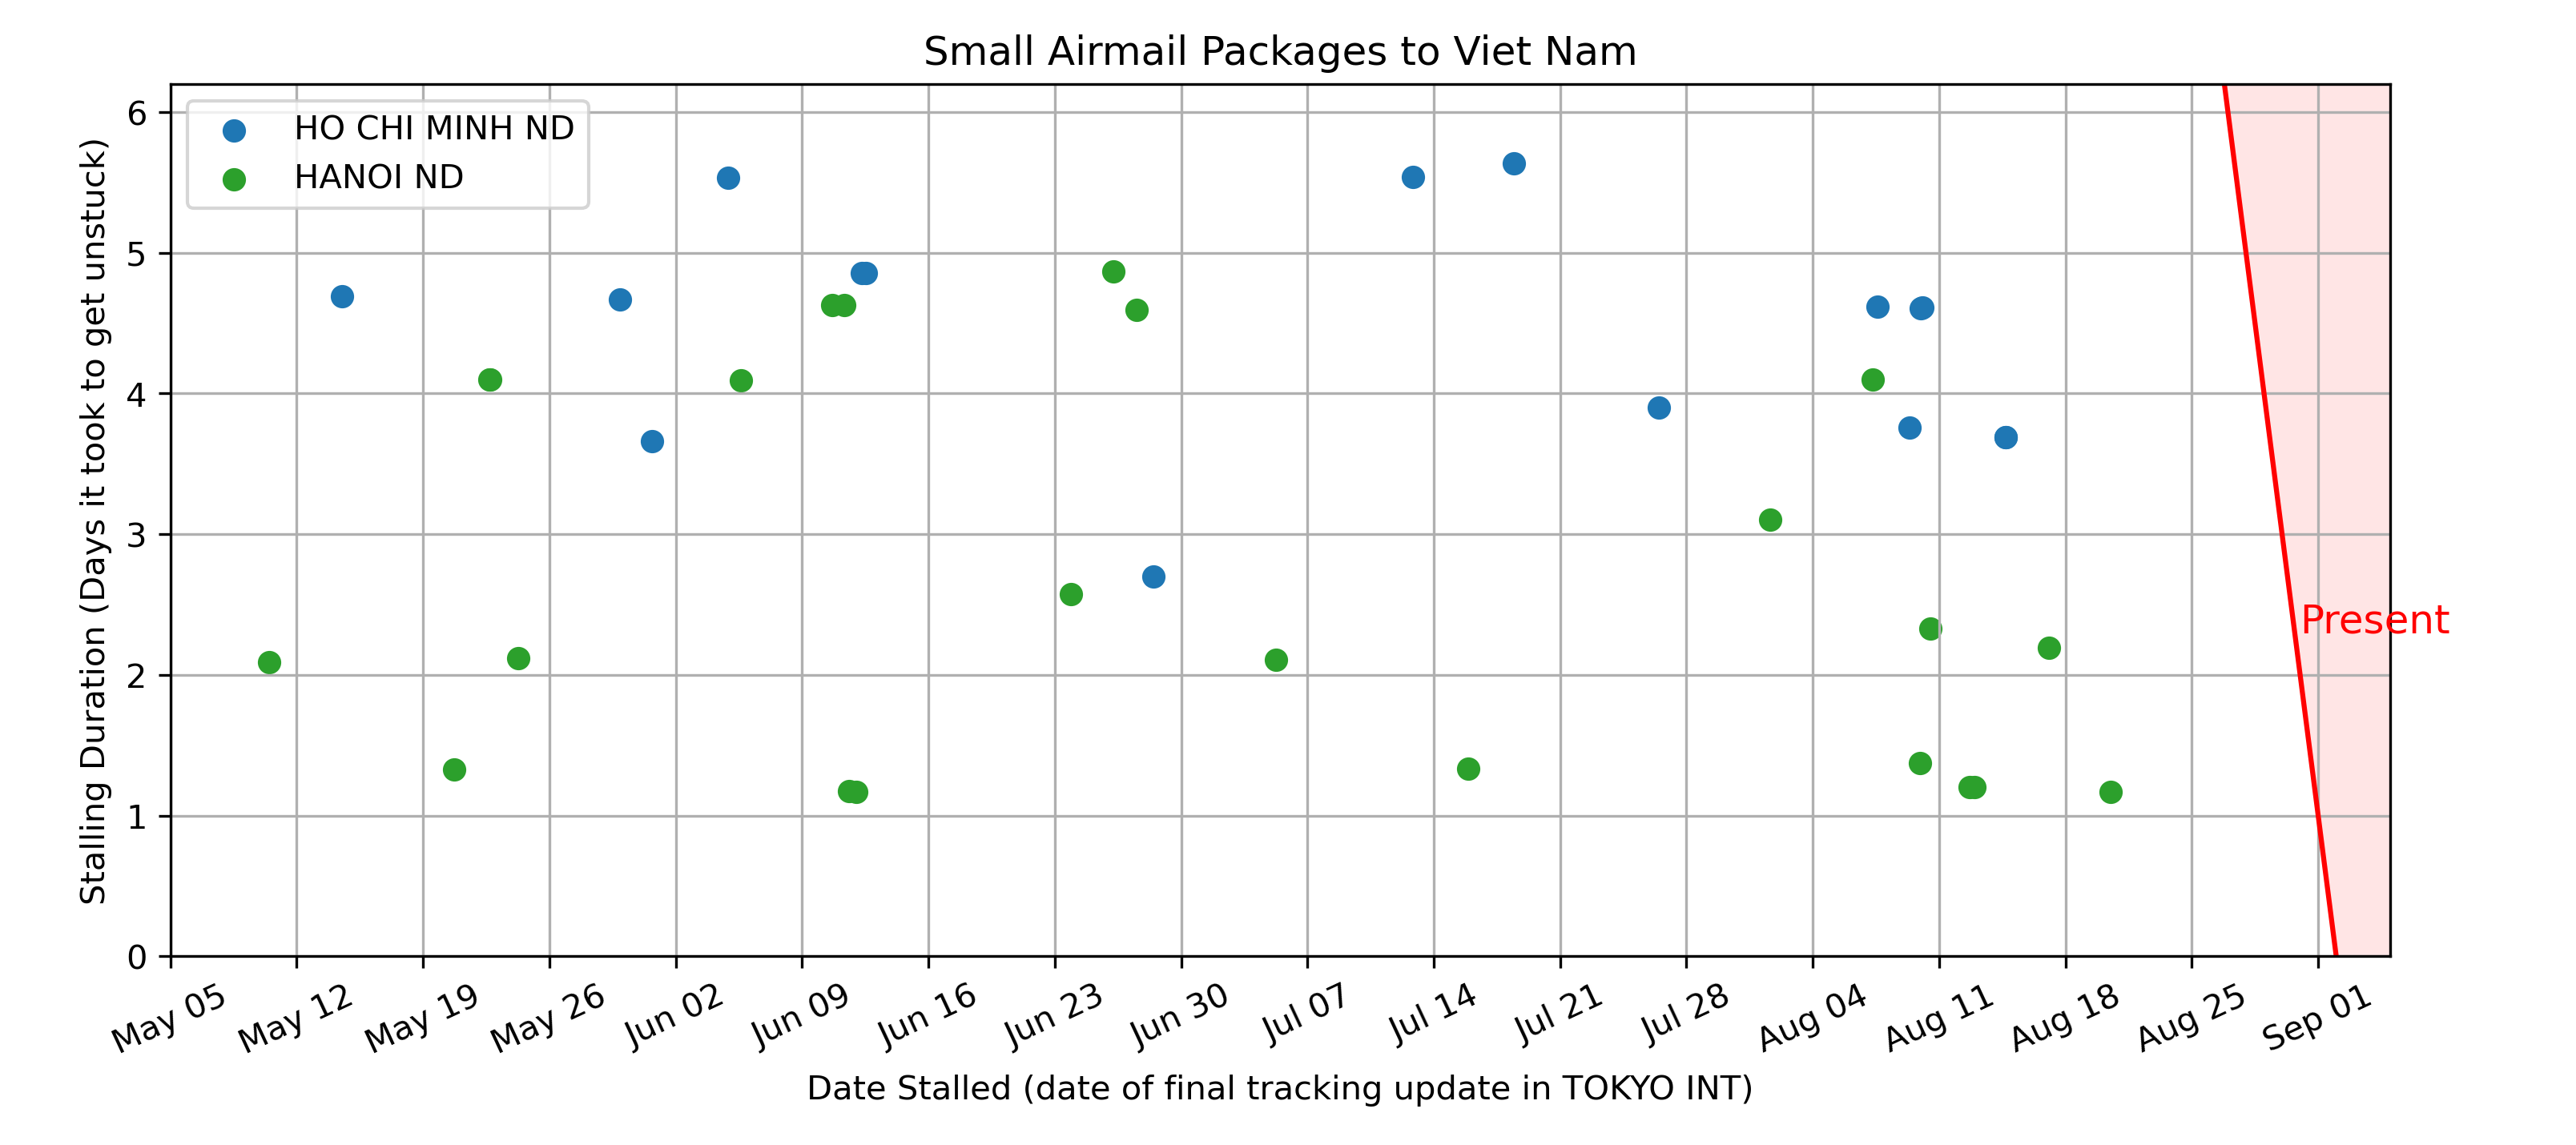 Small Airmail Packages to Viet Nam
HO CHI MINH ND
HANOI ND
Stalling Duration (Days it took to get unstuck)
6
5
4
3
2
1
0
Present
May 05
May 12
May 19
May 26
Jun 02
Jun 09
Jun 16
Jun 23
Jun 30
Jul 07
Jul 14
Jul 21
Jul 28
Aug 04
Aug 11
Aug 18
Aug 25
Sep 01
Date Stalled (date of final tracking update in TOKYO INT)